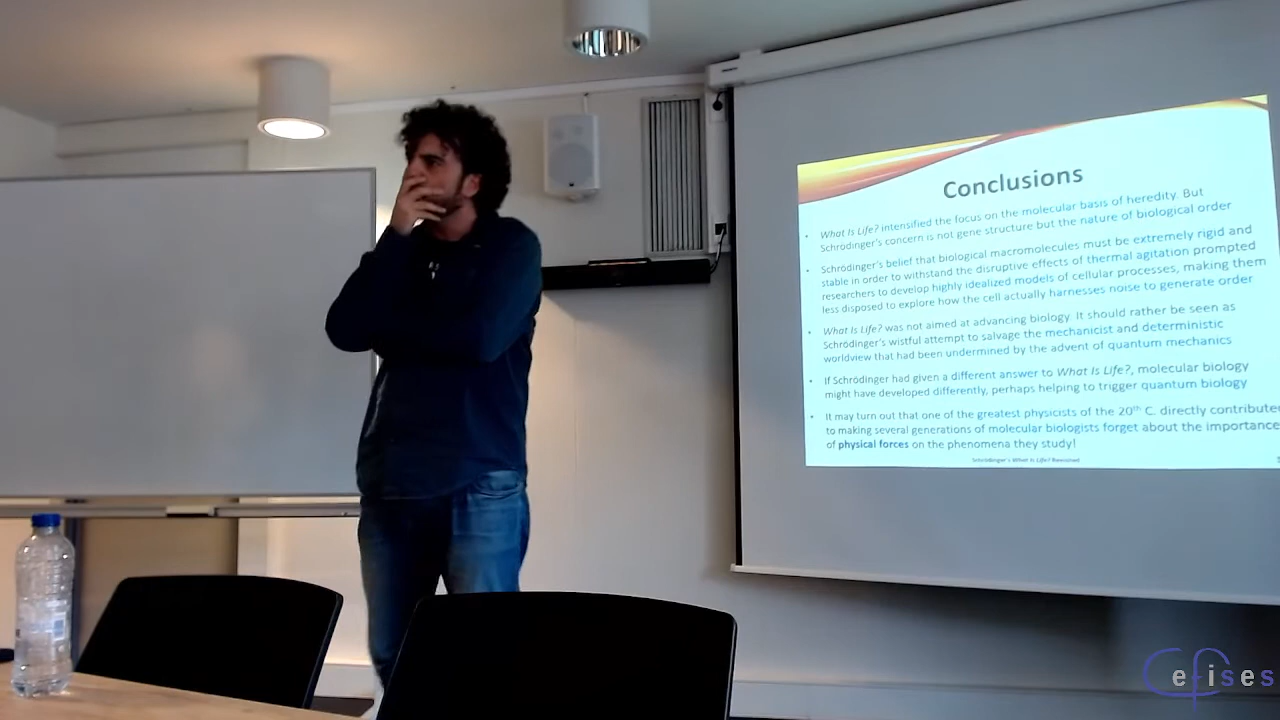 Conclusions
What Is Life? intensified the focus on the molecular basis of heredity. But
Schrödinger's concern is not gene structure but the nature of biological order
Schrödinger's belief that biological macromolecules must be extremely rigid and
stable in order to withstand the disruptive effects of thermal agitation prompted
researchers to develop highly idealized models of cellular processes, making them
less disposed to explore how the cell actually harnesses noise to generate order
What Is Life? was not aimed at advancing biology. It should rather be seen as
Schrödinger's wistful attempt to salvage the mechanicist and deterministic
worldview that had been undermined by the advent of quantum mechanics
If Schrödinger had given a different answer to What Is Life?, molecular biology
might have developed differently, perhaps helping to trigger quantum biology
It may turn out that one of the greatest physicists of the 20th C. directly contribute
to making several generations of molecular biologists forget about the importance
of physical forces on the phenomena they study!
Schrödinger's What Is Life? Reassessed
Cefises